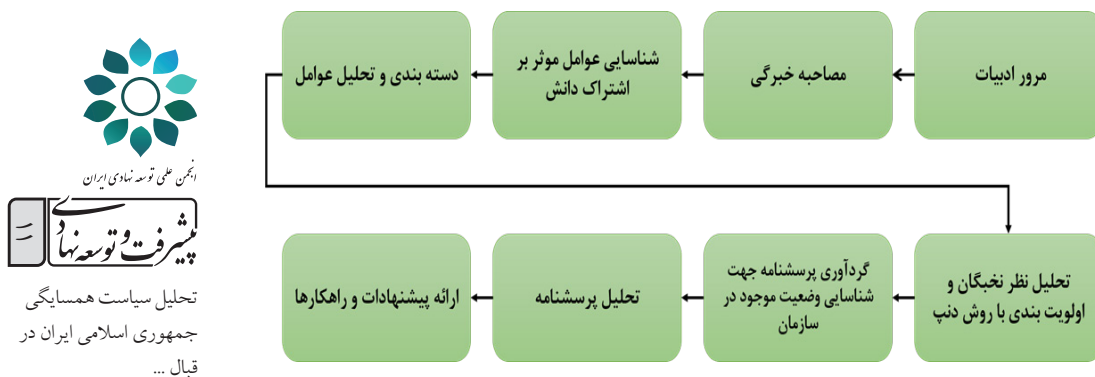 مرور ادبیات
مصاحبه خبرگی
شناسایی عوامل موثر بر
اشتراک دانش
دسته بندی و تحلیل عوامل
تحلیل نظر نخبگان و
اولویت بندی با روش دنپ
گردآوری پرسشنامه جهت
شناسایی وضعیت موجود در
سازمان
تحلیل پرسشنامه
ارائه پیشنهادات و راهکارها
انجمن علمی توسعه نهادی ایران
پیشرفت و توسعه نهادی
تحلیل سیاست همسایگی
جمهوری اسلامی ایران در
قبال ...